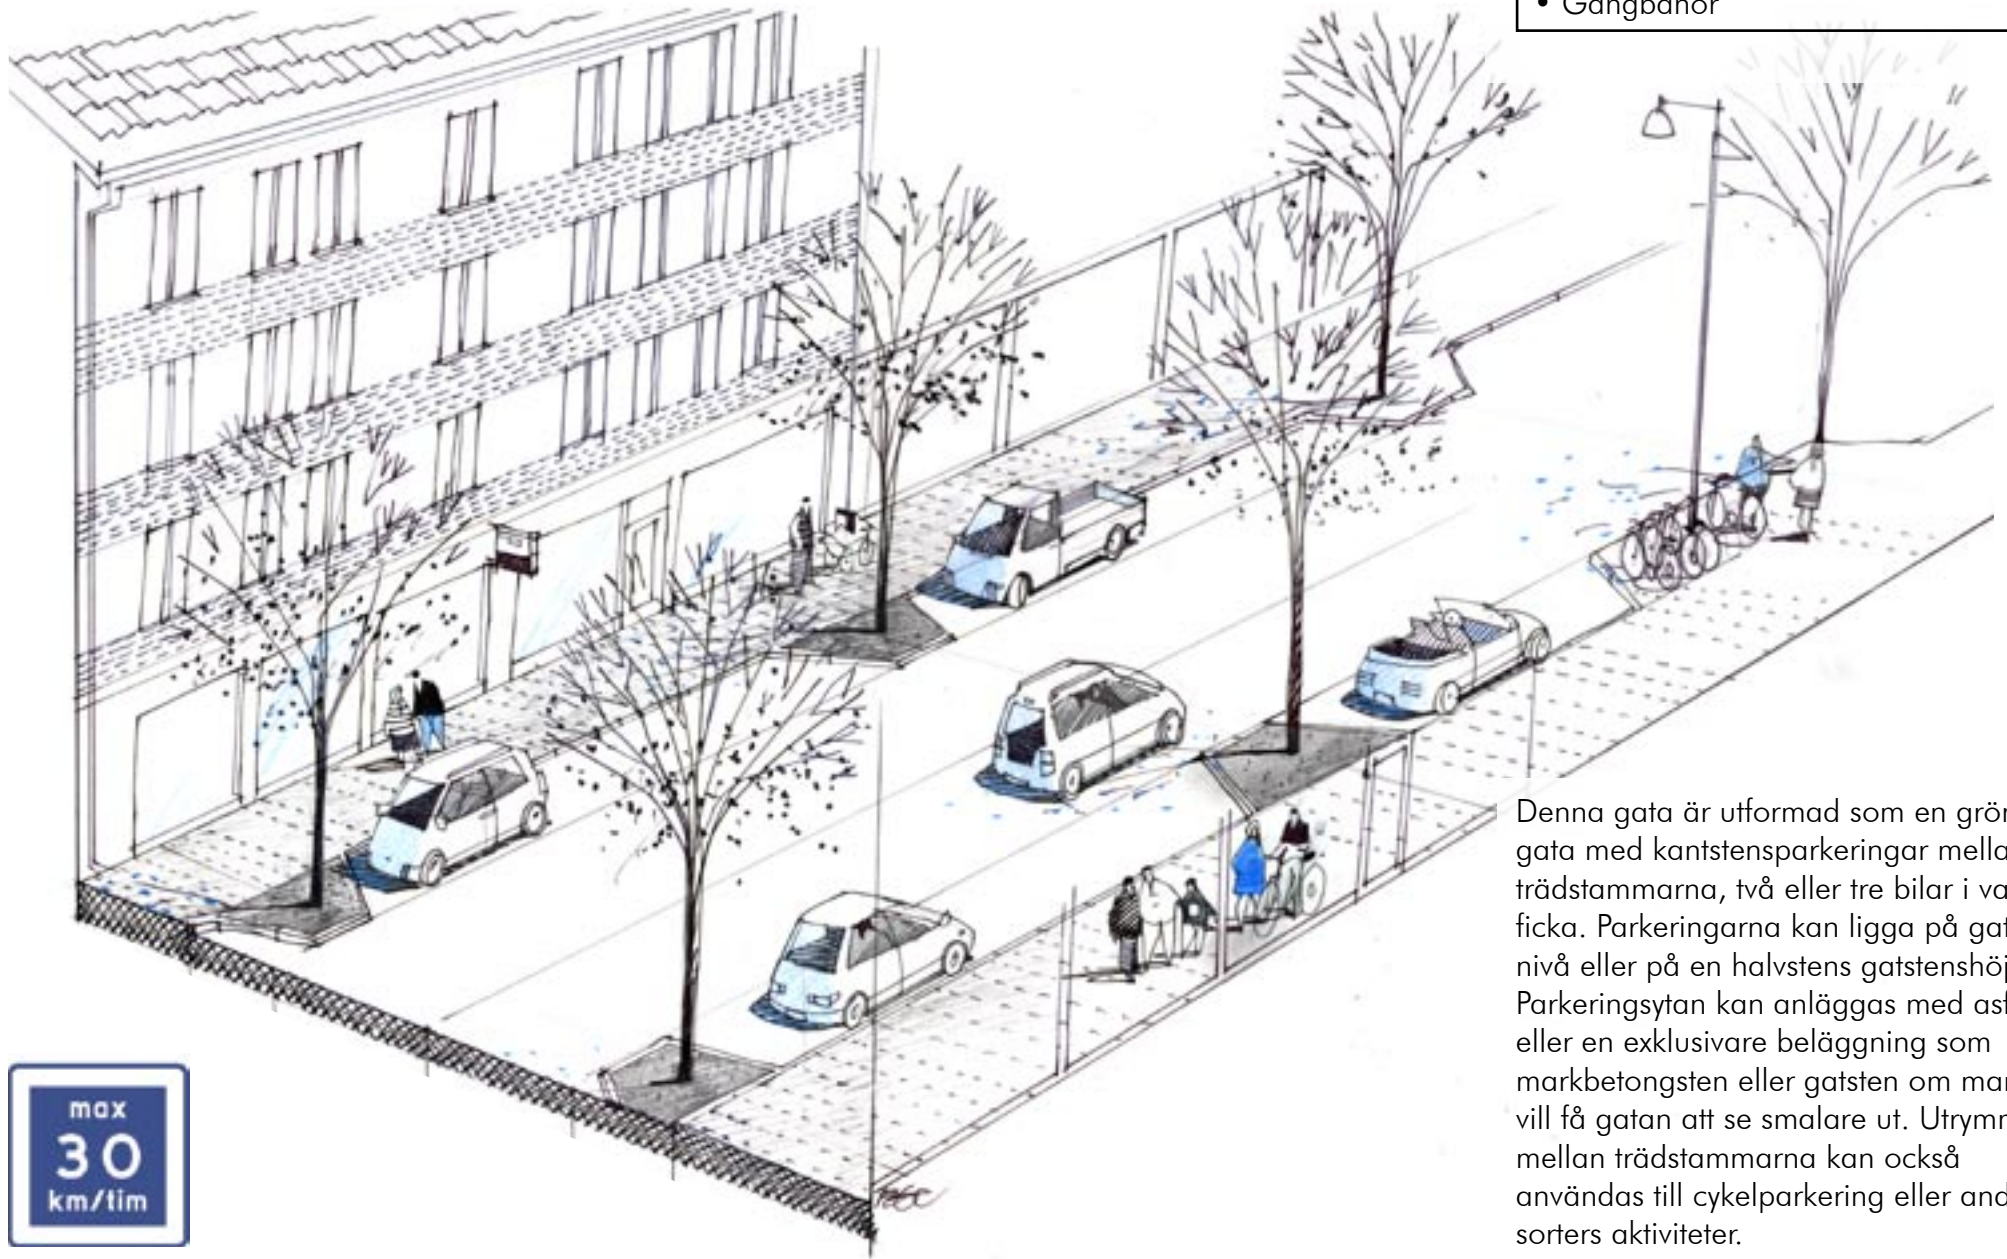 • Gångbanor
Denna gata är utformad som en grön
gata med kantstensparkeringar mella
trädstammarna, två eller tre bilar i va
ficka. Parkeringarna kan ligga på gat
nivå eller på en halvstens gatstenshöj
Parkeringsytan kan anläggas med asf
eller en exklusivare beläggning som
markbetongsten eller gatsten om man
vill få gatan att se smalare ut. Utrymm
mellan trädstammarna kan också
användas till cykelparkering eller and
sorters aktiviteter.
max
30
km/tim